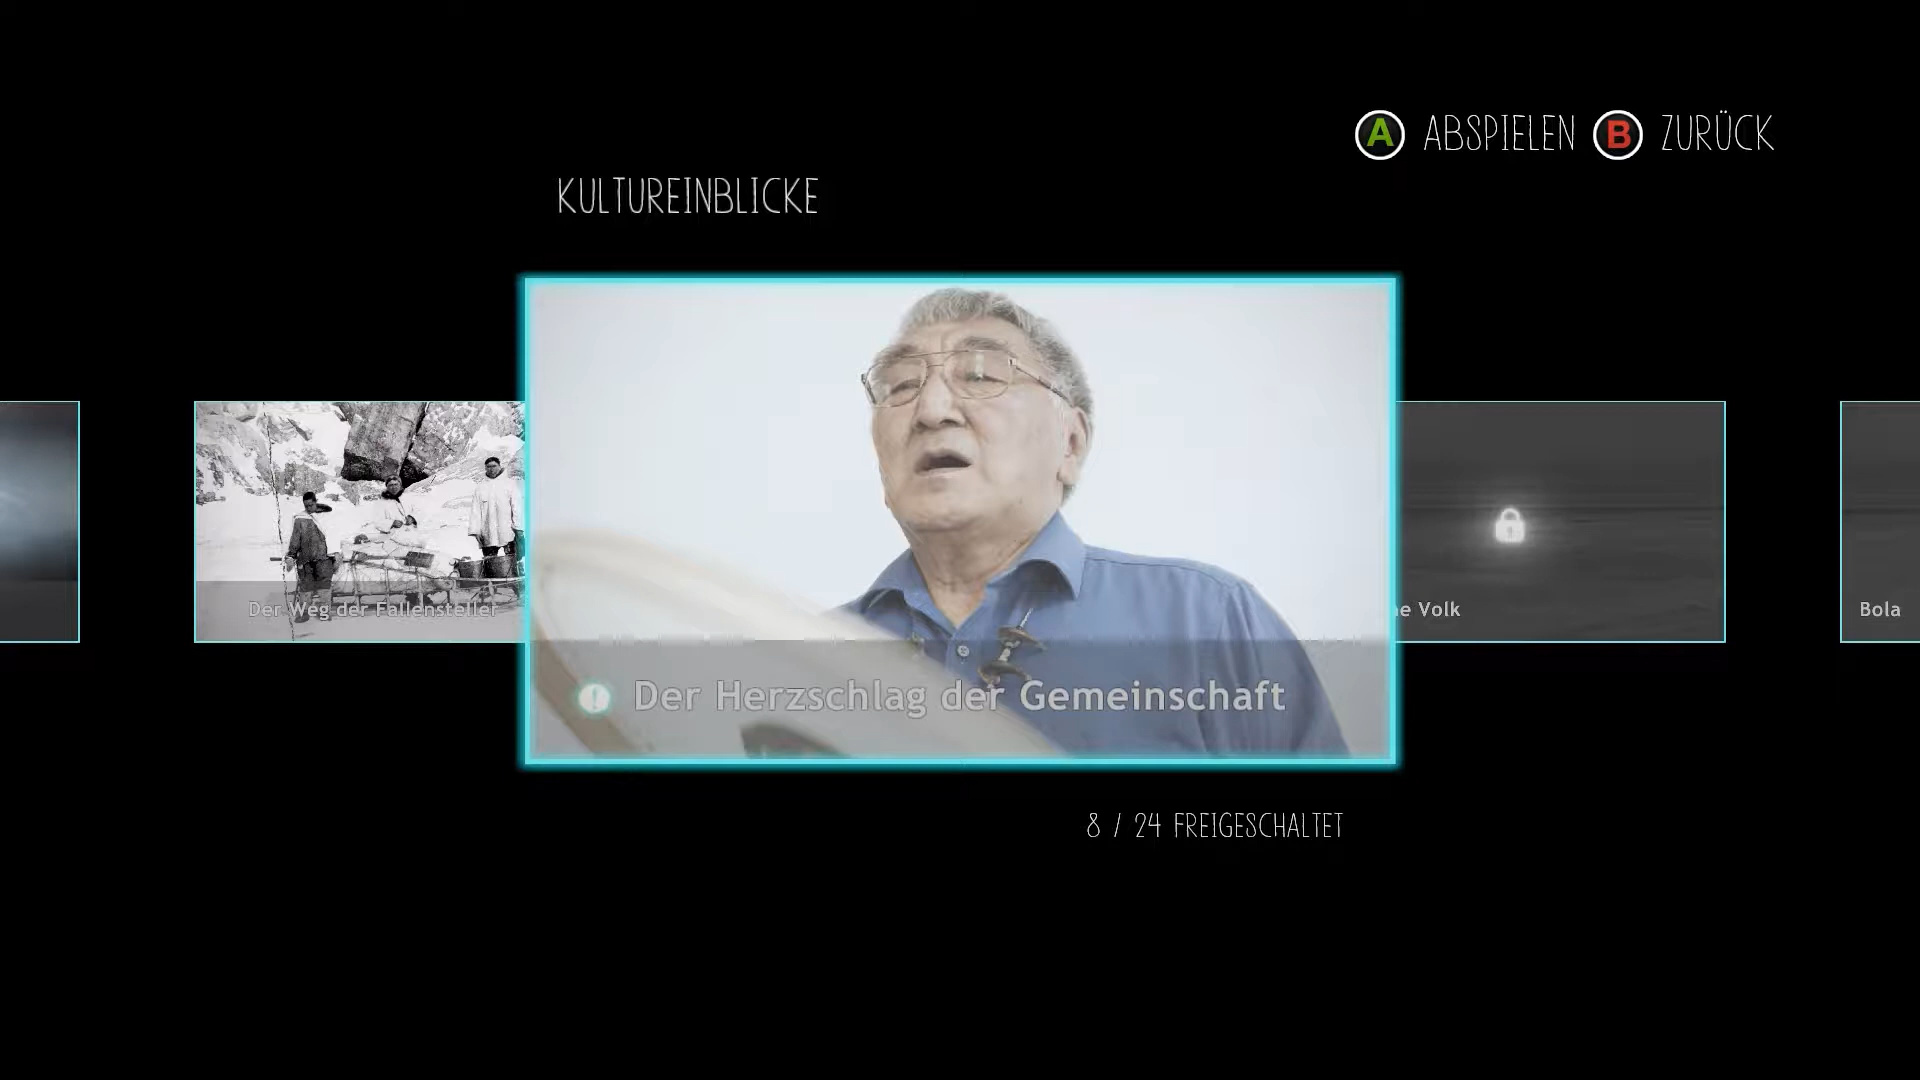 A ABSPIELEN B ZURÜCK
KULTUREINBLICKE
Der Weg der Fallensteller
Der Herzschlag der Gemeinschaft
Volk
Bola
8 / 24 FREIGESCHALTET